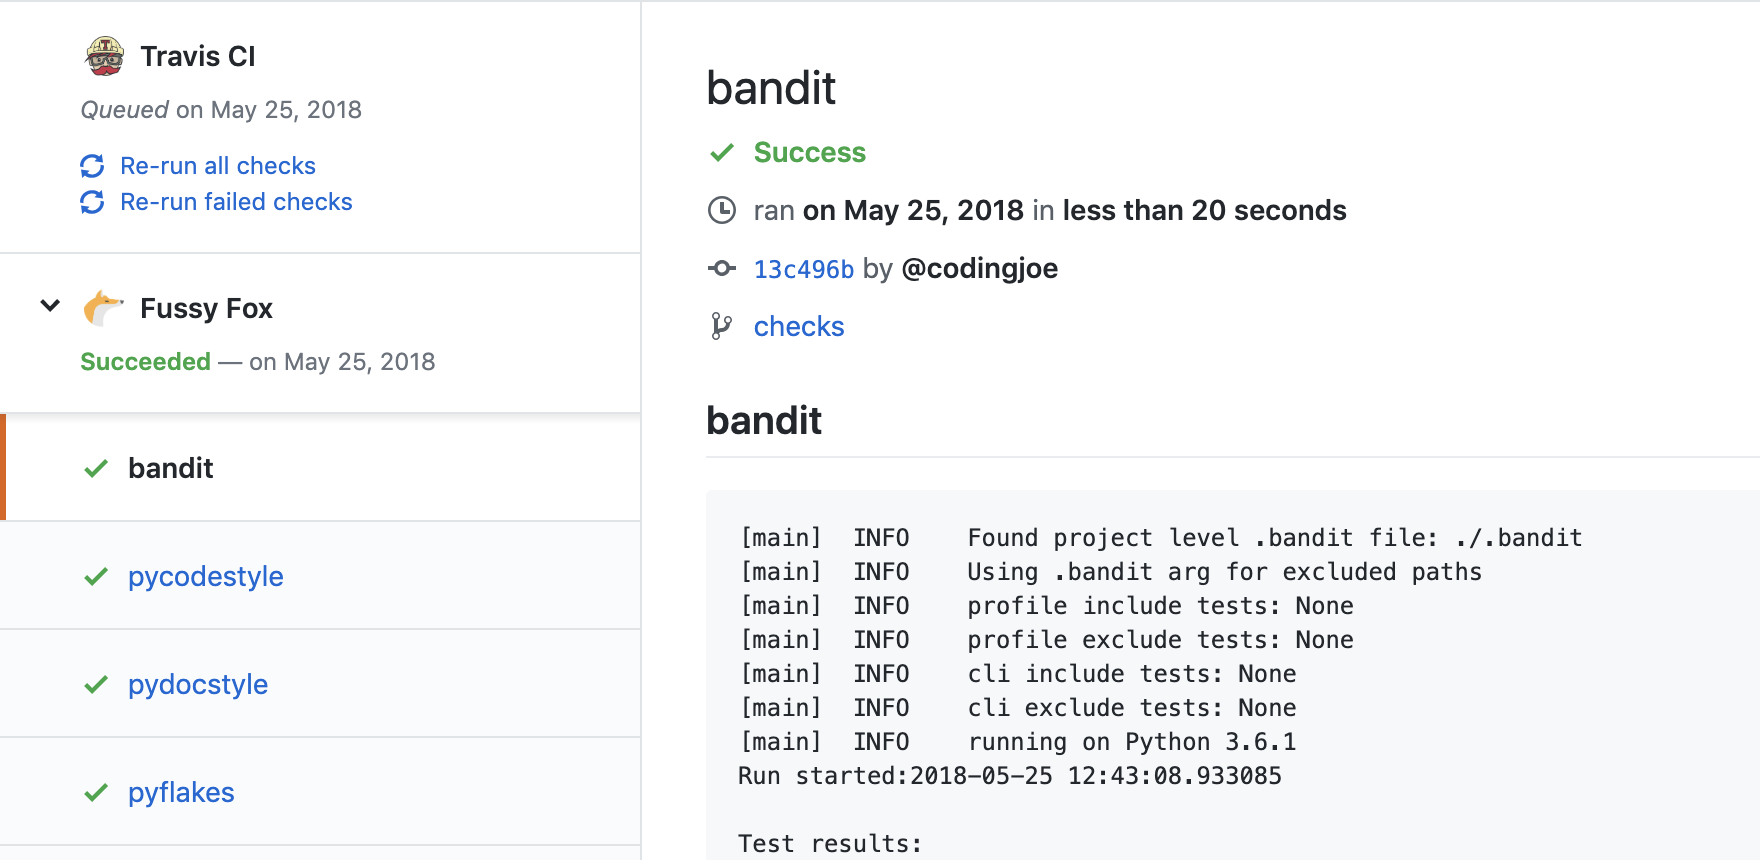 Travis CI
Queued on May 25, 2018
Re-run all checks
Re-run failed checks
Fussy Fox
Succeeded — on May 25, 2018
bandit
pycodestyle
pydocstyle
pyflakes
bandit
Success
ran on May 25, 2018 in less than 20 seconds
13c496b by @codingjoe
checks
bandit
[main]  INFO    Found project level .bandit file: ./.bandit
[main]  INFO    Using .bandit arg for excluded paths
[main]  INFO    profile include tests: None
[main]  INFO    profile exclude tests: None
[main]  INFO    cli include tests: None
[main]  INFO    cli exclude tests: None
[main]  INFO    running on Python 3.6.1
Run started:2018-05-25 12:43:08.933085
Test results: